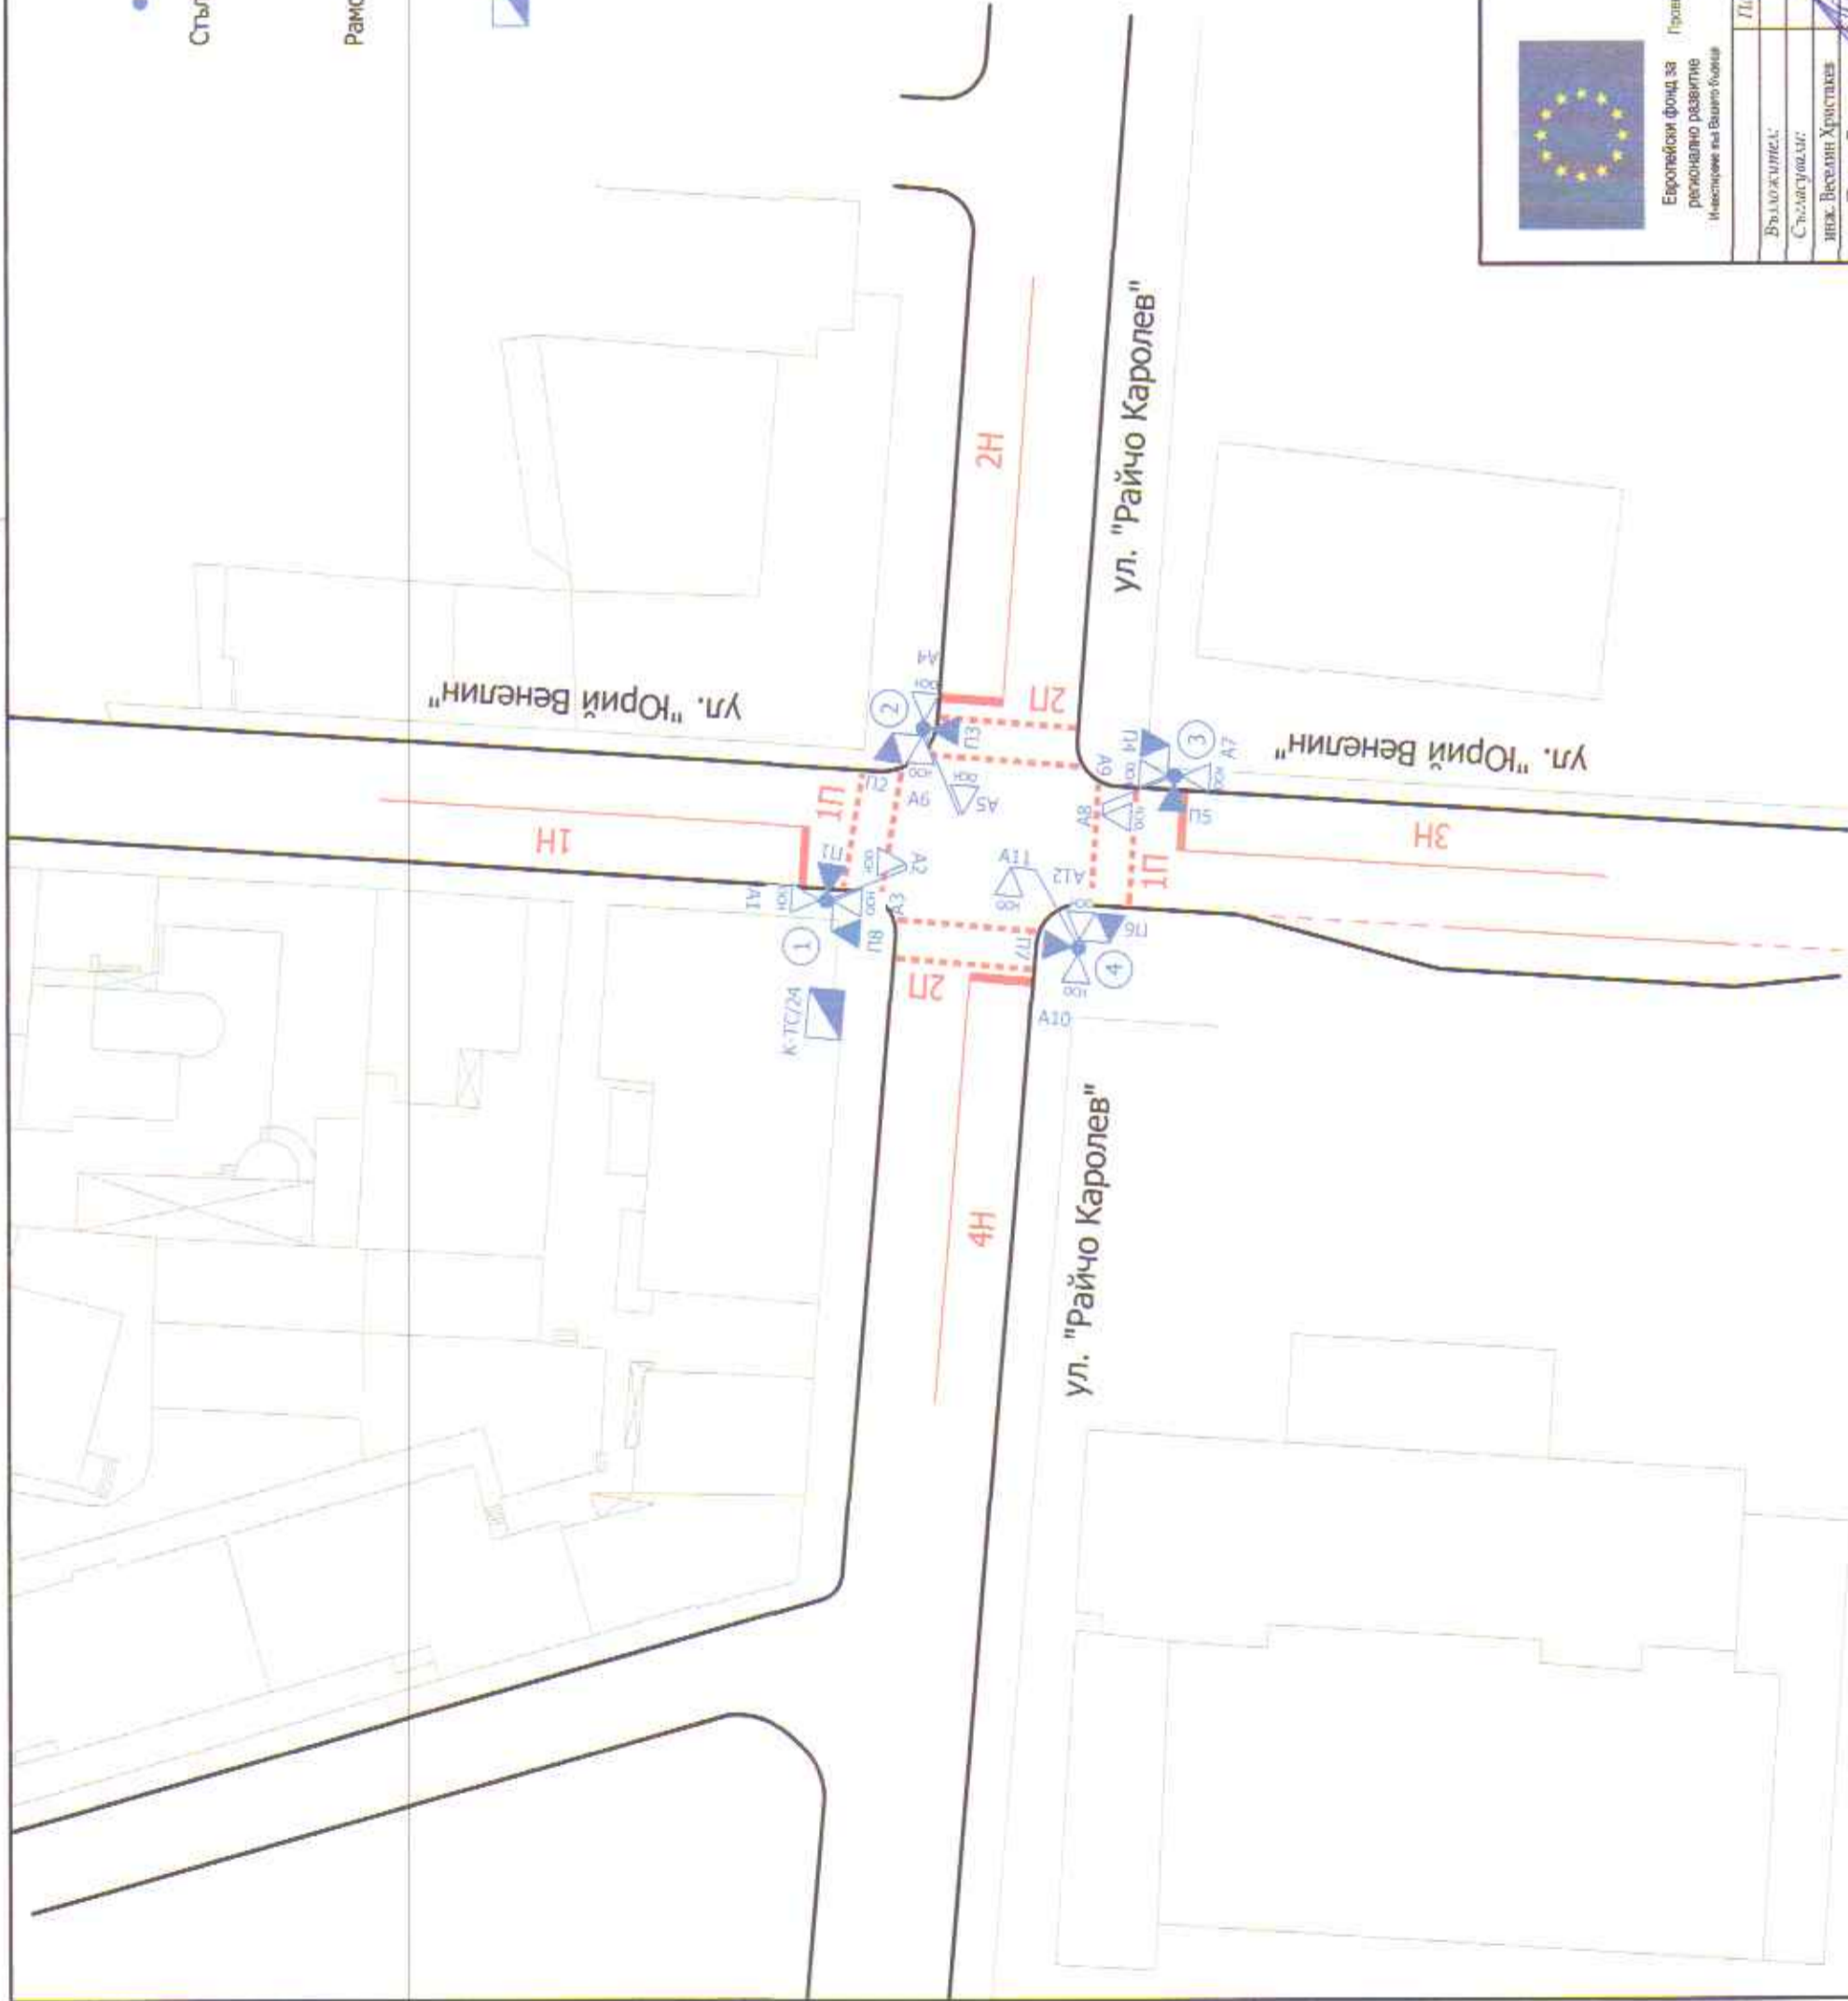 Стъл
Рамо
ул. "Юрий Венелин"
ул. "Райчо Каролев"
ул. "Юрий Венелин"
ул. "Райчо Каролев"
1Н
2Н
3Н
4Н
1П
2П
1П
2П
К-ТС/24
1
2
3
4
А1
А2
А3
А4
А5
А6
А7
А8
А9
А10
А11
А12
П1
П2
П3
П4
П5
П6
П7
П8
Европейски фонд за
регионално развитие
Инвестираме във Вашето бъдеще
Възложител:
Съгласували:
инж. Веселин Христакев